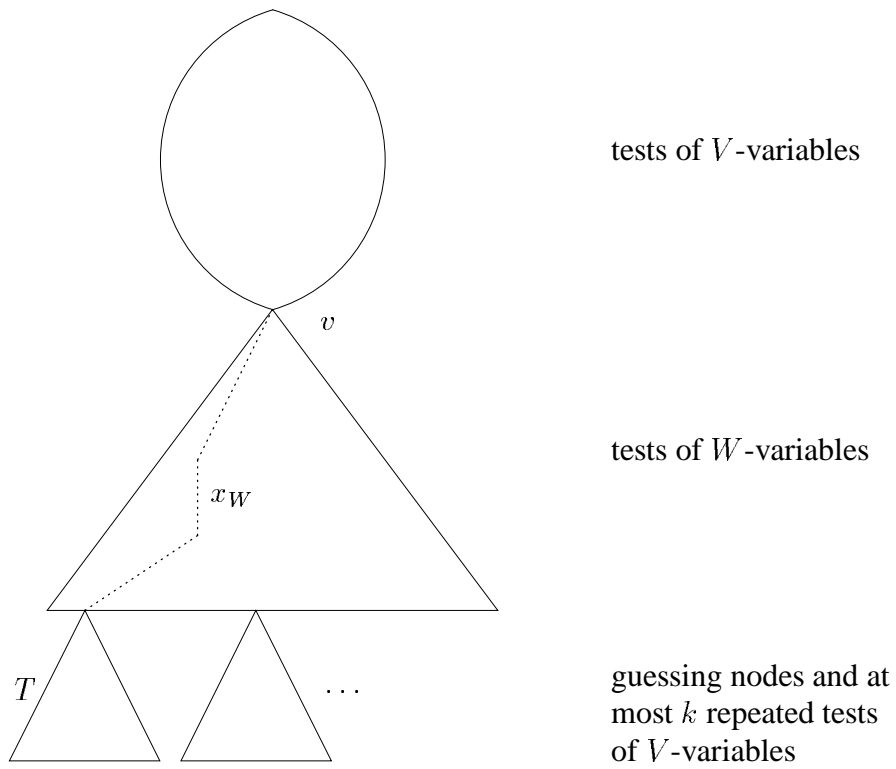 tests of V-variables
v
tests of W-variables
x_W
T
···
guessing nodes and at
most k repeated tests
of V-variables